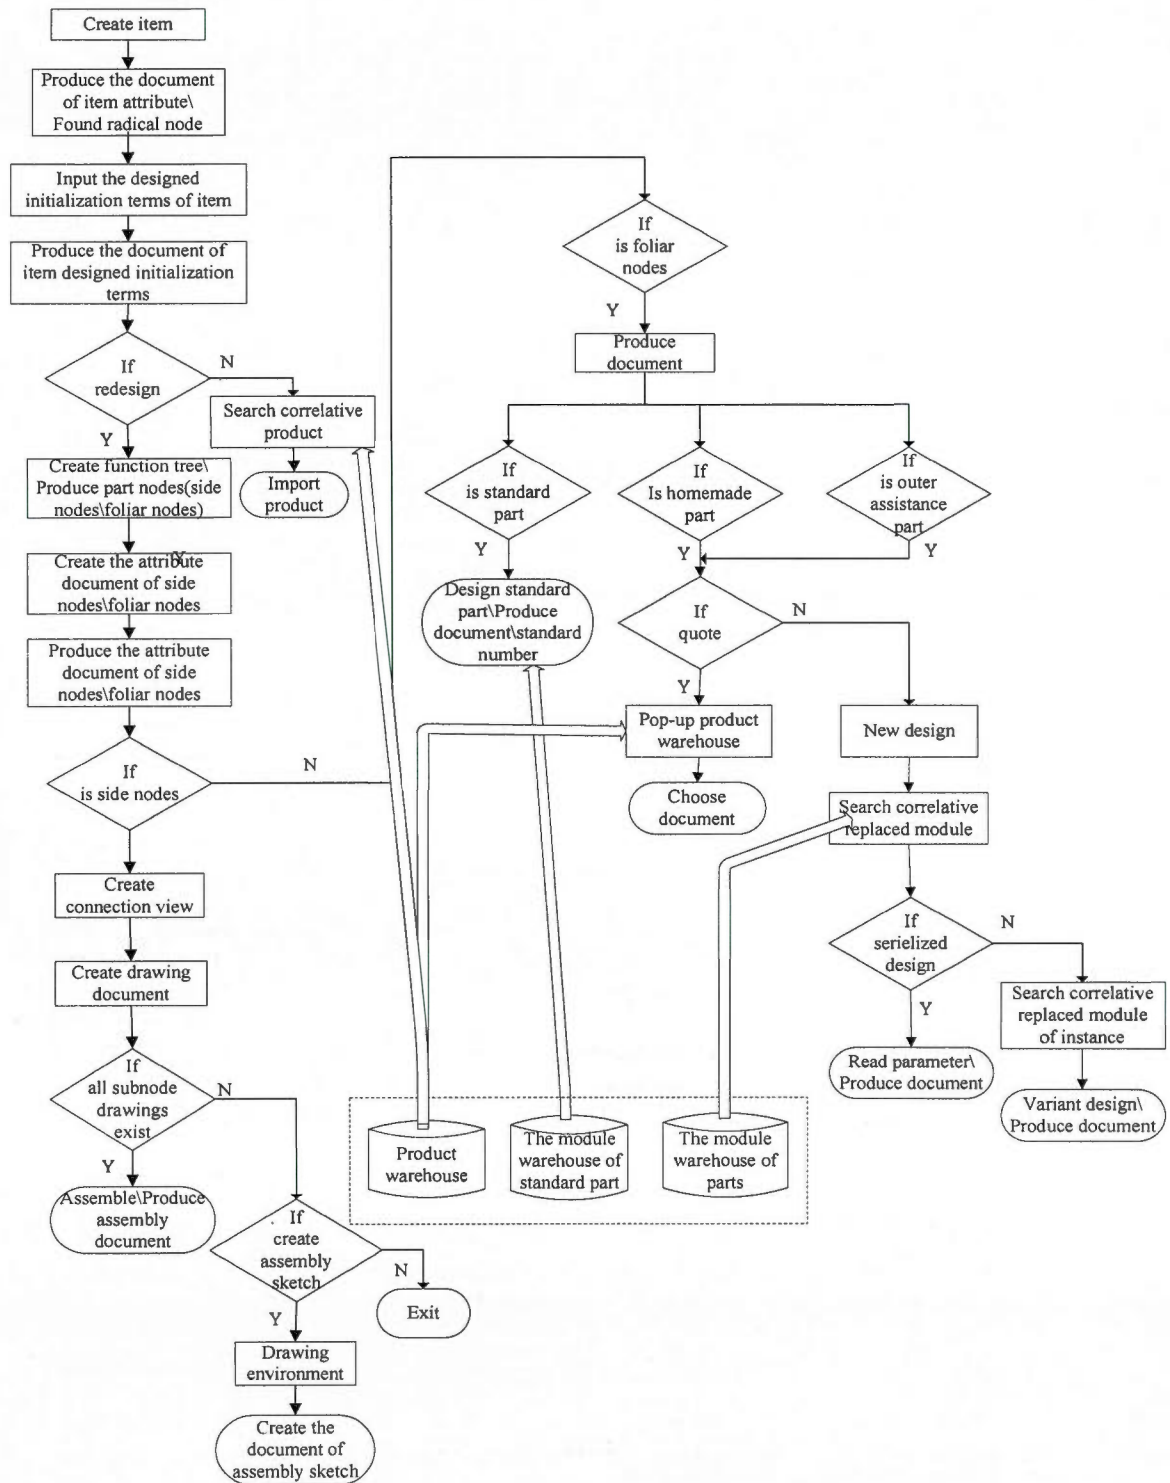 Create item
Produce the document
of item attribute\
Found radical node
Input the designed
initialization terms of item
Produce the document of
item designed initialization
terms
If
redesign
N
Y
Search correlative
product
Import
product
Create function tree\
Produce part nodes(side
nodes\foliar nodes)
Y
Create the attribute
document of side
nodes\foliar nodes
Produce the attribute
document of side
nodes\foliar nodes
If
is side nodes
N
Create
connection view
Create drawing
document
If
all subnode
drawings
exist
N
Y
Assemble\Produce
assembly
document
If
create
assembly
sketch
N
Y
Exit
Drawing
environment
Create the
document of
assembly sketch
If
is foliar
nodes
Y
Produce
document
If
is standard
part
Y
If
Is homemade
part
Y
If
is outer
assistance
part
Y
Design standard
part\Produce
document\standard
number
If
quote
N
Y
Pop-up product
warehouse
Choose
document
New design
Search correlative
replaced module
If
serielized
design
N
Y
Read parameter\
Produce document
Search correlative
replaced module
of instance
Variant design\
Produce document
Product
warehouse
The module
warehouse of
standard part
The module
warehouse of
parts